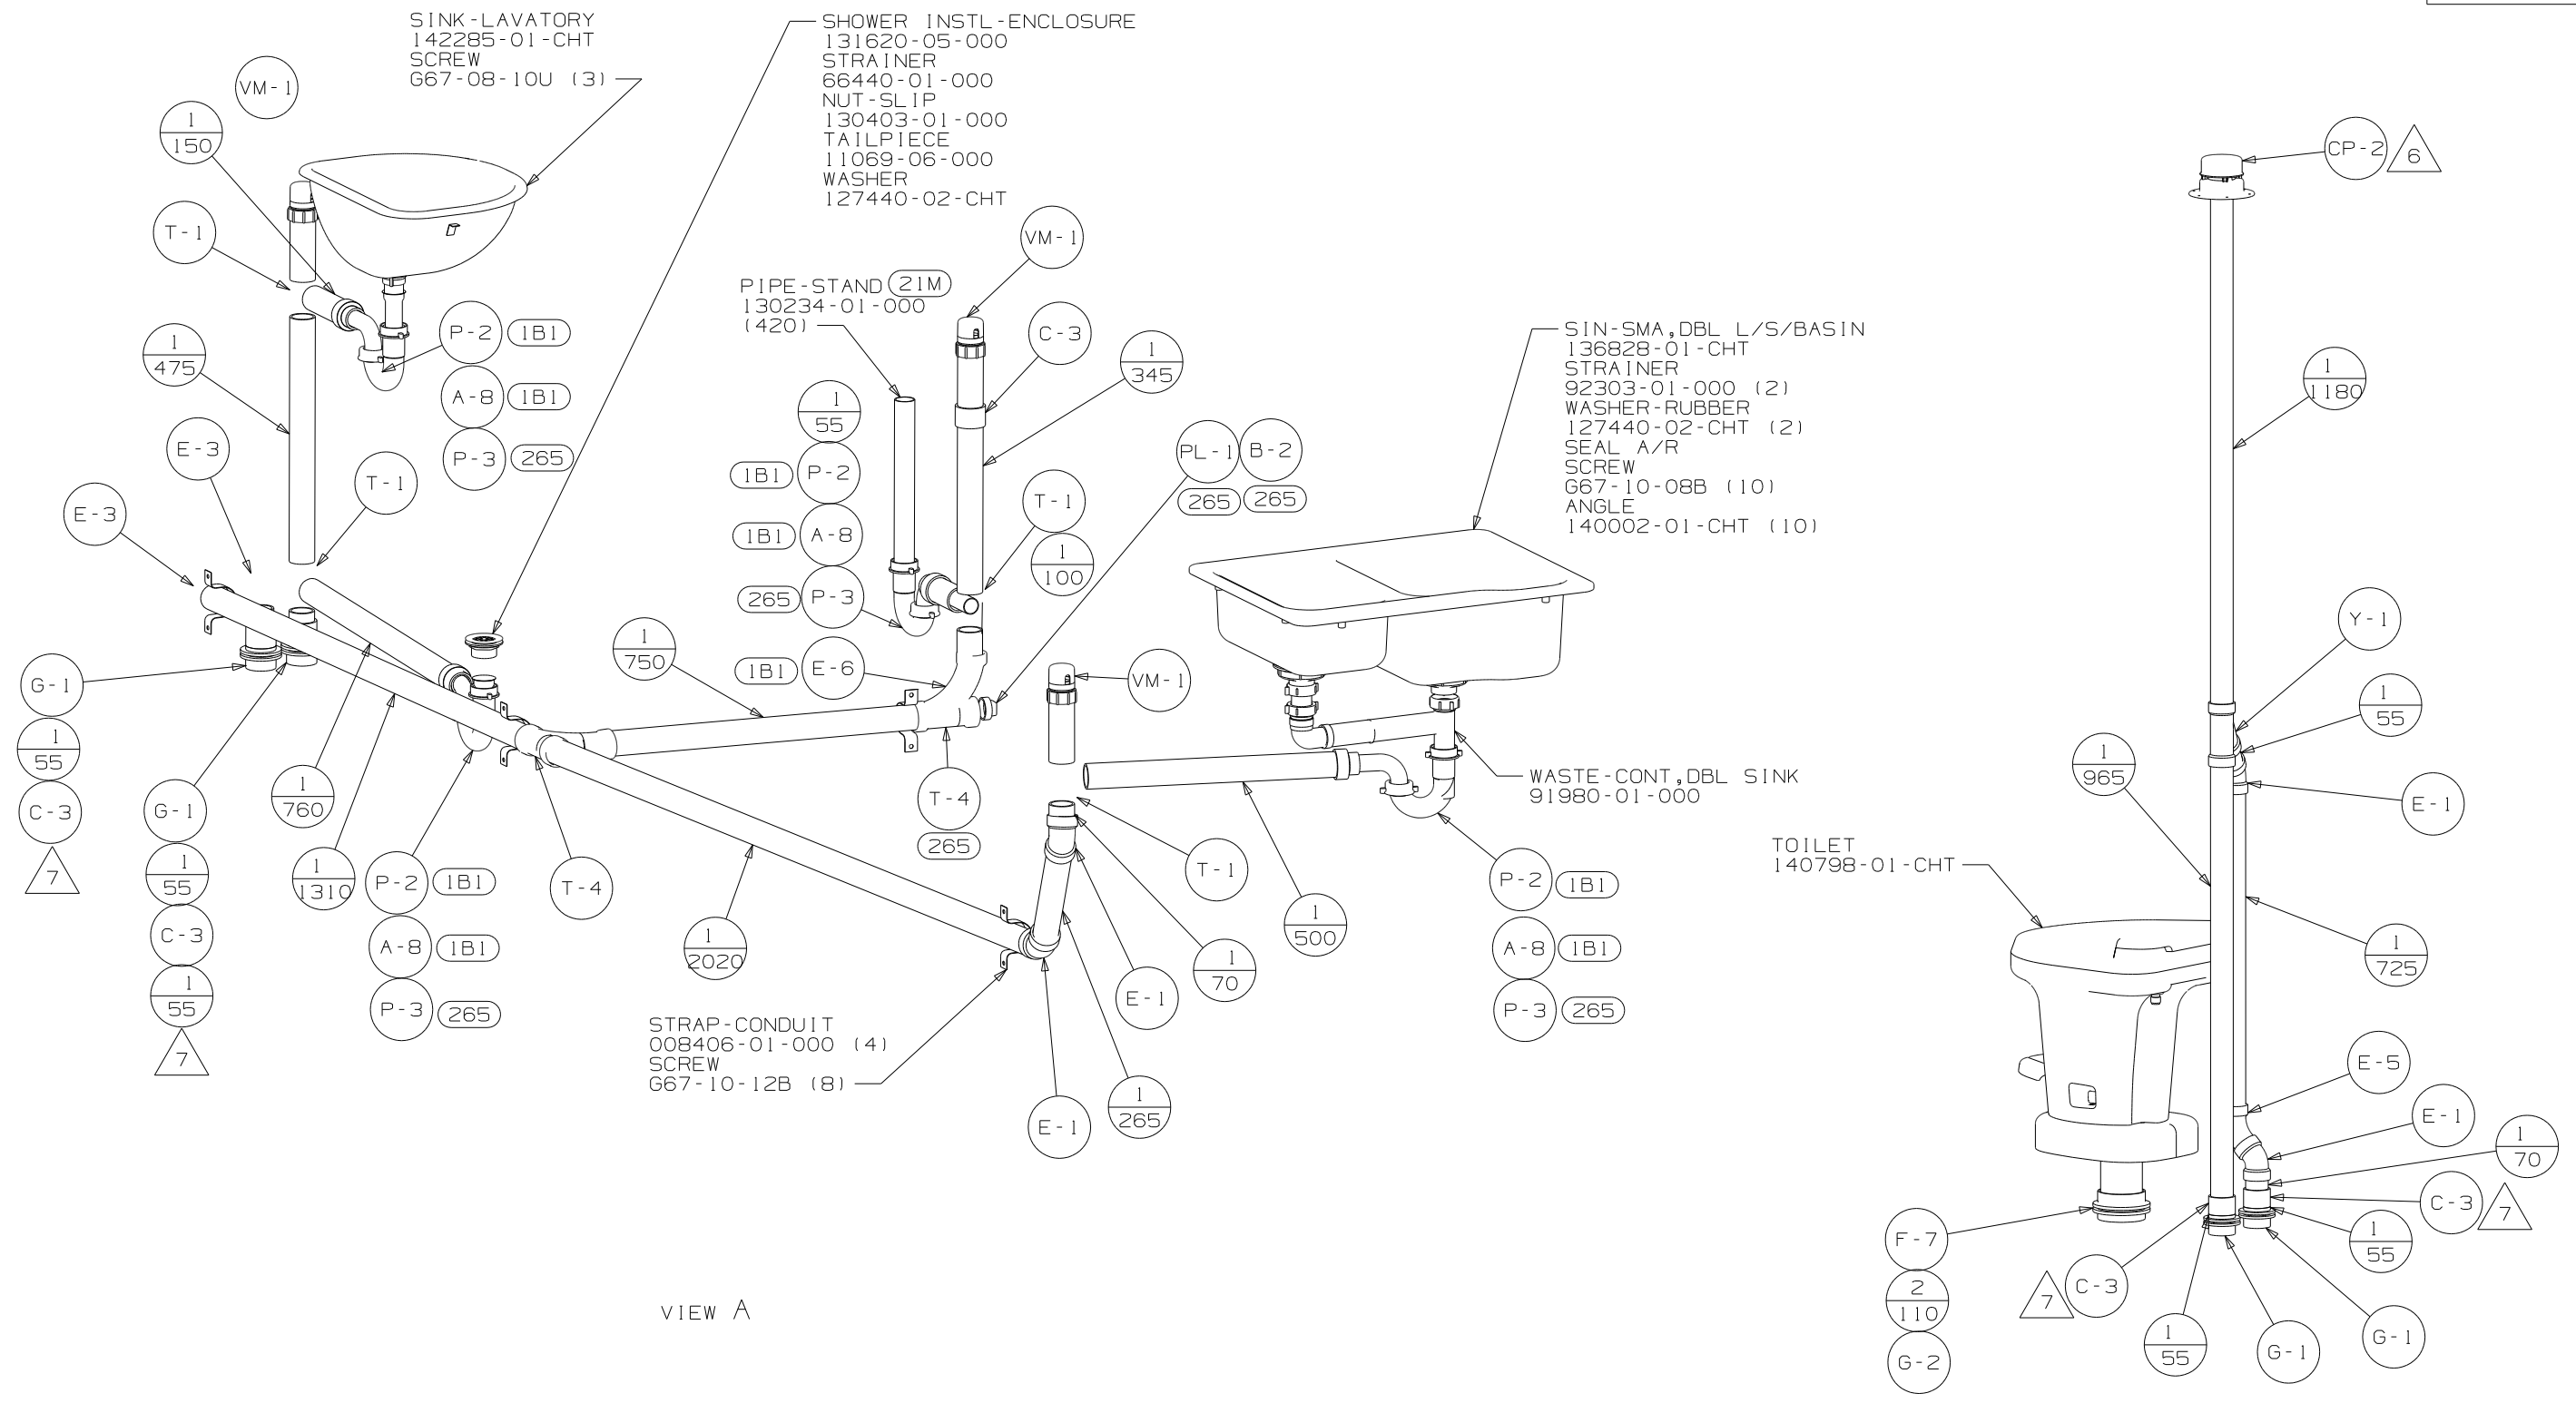 SINK-LAVATORY
142285-01-CHT
SCREW
G67-08-10U (3)
VM-1
1
150
T-1
1
475
E-3
E-3
T-1
P-2 1B1
A-8 1B1
P-3 265
SHOWER INSTL-ENCLOSURE
131620-05-000
STRAINER
66440-01-000
NUT-SLIP
130403-01-000
TAILPIECE
11069-06-000
WASHER
127440-02-CHT
PIPE-STAND 21M
130234-01-000
(420)
VM-1
C-3
1
345
1
55
1B1 P-2
1B1 A-8
265 P-3
1B1 E-6
PL-1 B-2
265 265
T-1
1
100
1
750
SIN-SMA,DBL L/S/BASIN
136828-01-CHT
STRAINER
92303-01-000 (2)
WASHER-RUBBER
127440-02-CHT (2)
SEAL A/R
SCREW
G67-10-08B (10)
ANGLE
140002-01-CHT (10)
VM-1
WASTE-CONT,DBL SINK
91980-01-000
G-1
1
55
C-3
7
G-1
1
55
C-3
1
55
7
1
760
1
1310
P-2 1B1
A-8 1B1
P-3 265
T-4
T-4
265
1
2020
STRAP-CONDUIT
008406-01-000 (4)
SCREW
G67-10-12B (8)
E-1
1
265
E-1
1
70
T-1
1
500
P-2 1B1
A-8 1B1
P-3 265
CP-2 6
1
1180
Y-1
1
55
1
965
E-1
TOILET
140798-01-CHT
1
725
E-5
E-1
1
70
C-3 7
1
55
F-7
2
110
G-2
7 C-3
1
55
G-1
G-1
VIEW A